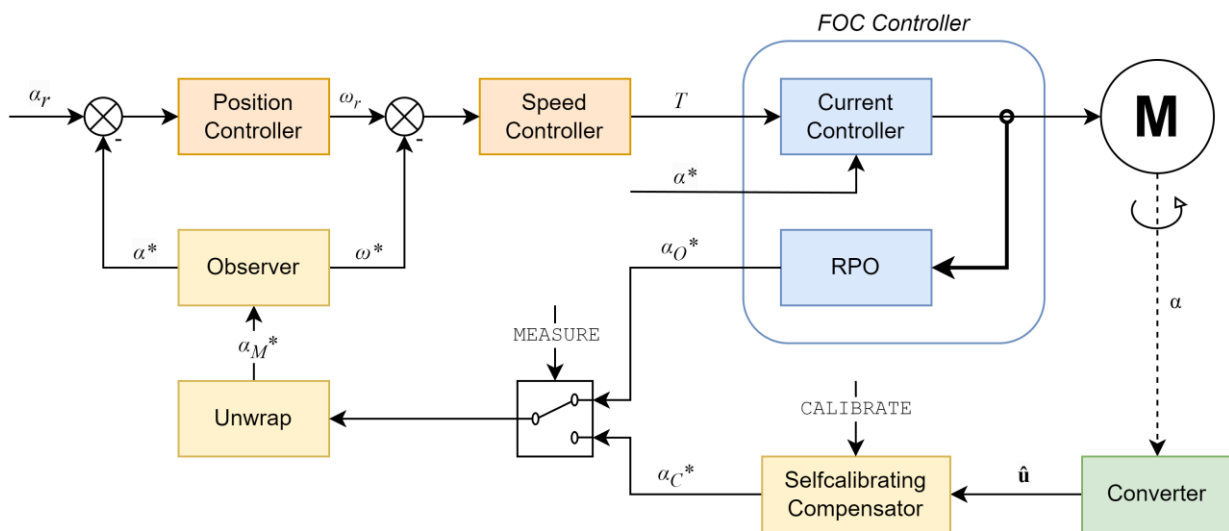 FOC Controller
αr
Position
Controller
ωr
Speed
Controller
T
Current
Controller
M
-
-
α*
α*
Observer
ω*
αO*
RPO
α
MEASURE
αM*
Unwrap
CALIBRATE
αC*
Selfcalibrating
Compensator
û
Converter